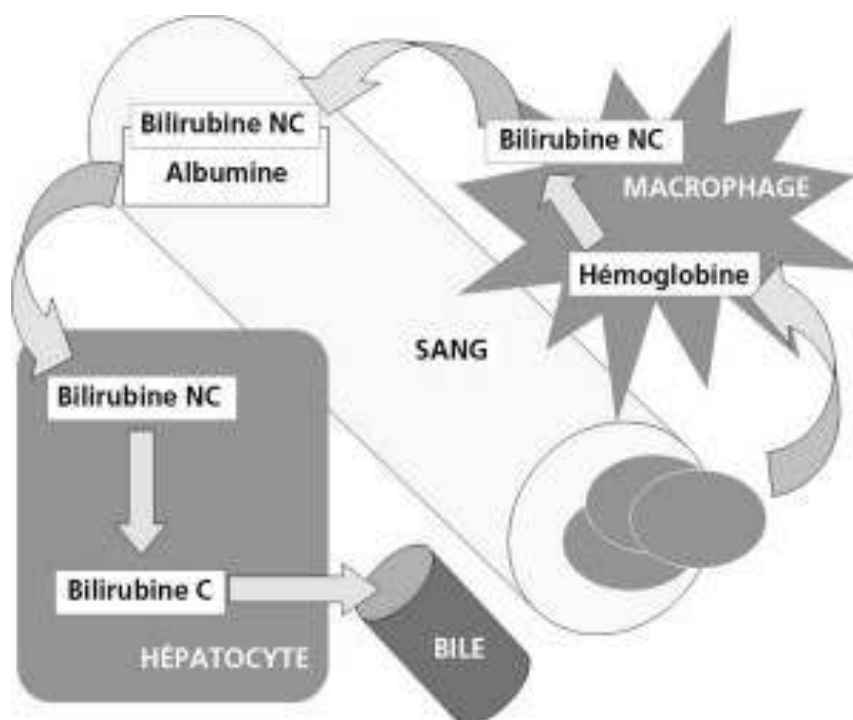 Bilirubine NC
Albumine
Bilirubine NC
MACROPHAGE
Hémoglobine
SANG
Bilirubine NC
Bilirubine C
HÉPATOCYTE
BILE